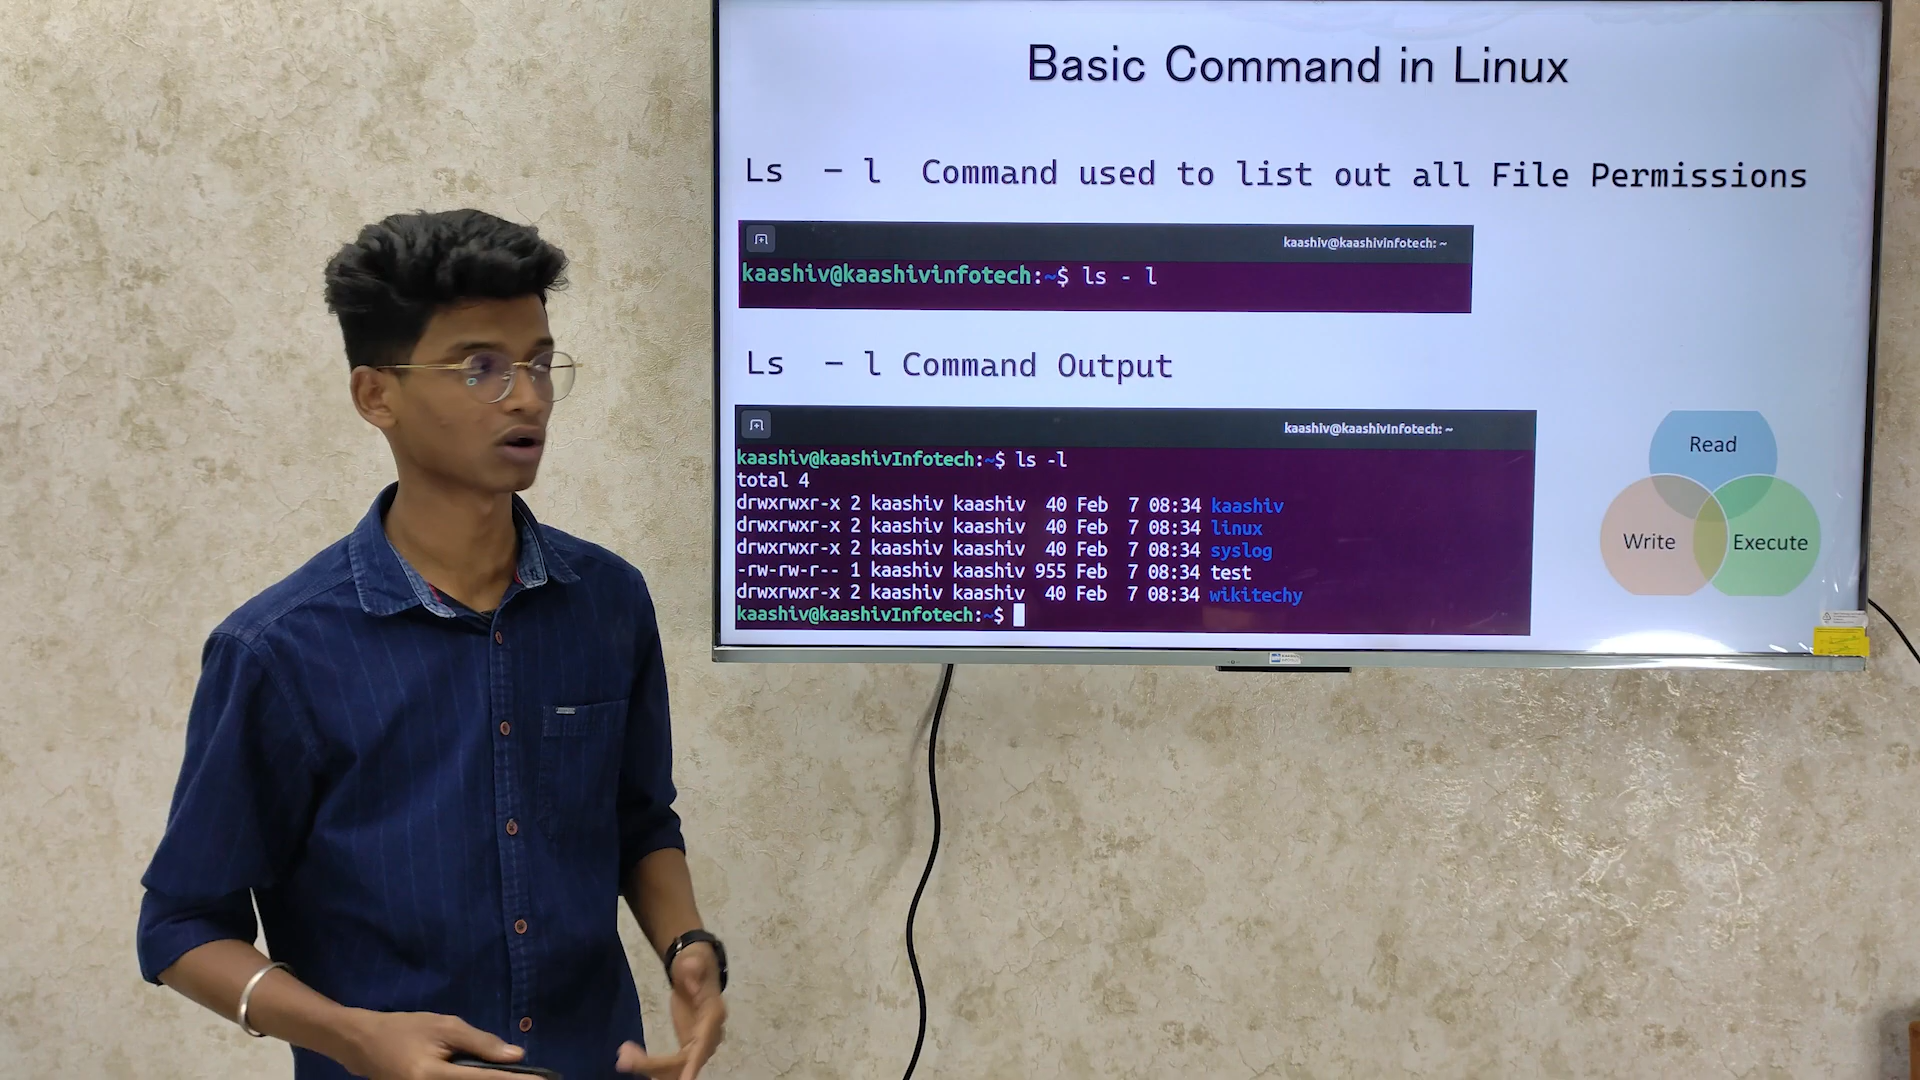 Basic Command in Linux
Ls – l Command used to list out all File Permissions
kaashiv@kaashivinfotech: ~
kaashiv@kaashivinfotech:~$ ls - l
Ls – l Command Output
kaashiv@kaashivInfotech: ~
kaashiv@kaashivInfotech:~$ ls -l
total 4
drwxrwxr-x 2 kaashiv kaashiv 40 Feb 7 08:34 kaashiv
drwxrwxr-x 2 kaashiv kaashiv 40 Feb 7 08:34 linux
drwxrwxr-x 2 kaashiv kaashiv 40 Feb 7 08:34 syslog
-rw-rw-r-- 1 kaashiv kaashiv 955 Feb 7 08:34 test
drwxrwxr-x 2 kaashiv kaashiv 40 Feb 7 08:34 wikitechy
kaashiv@kaashivInfotech:~$
Read
Write
Execute